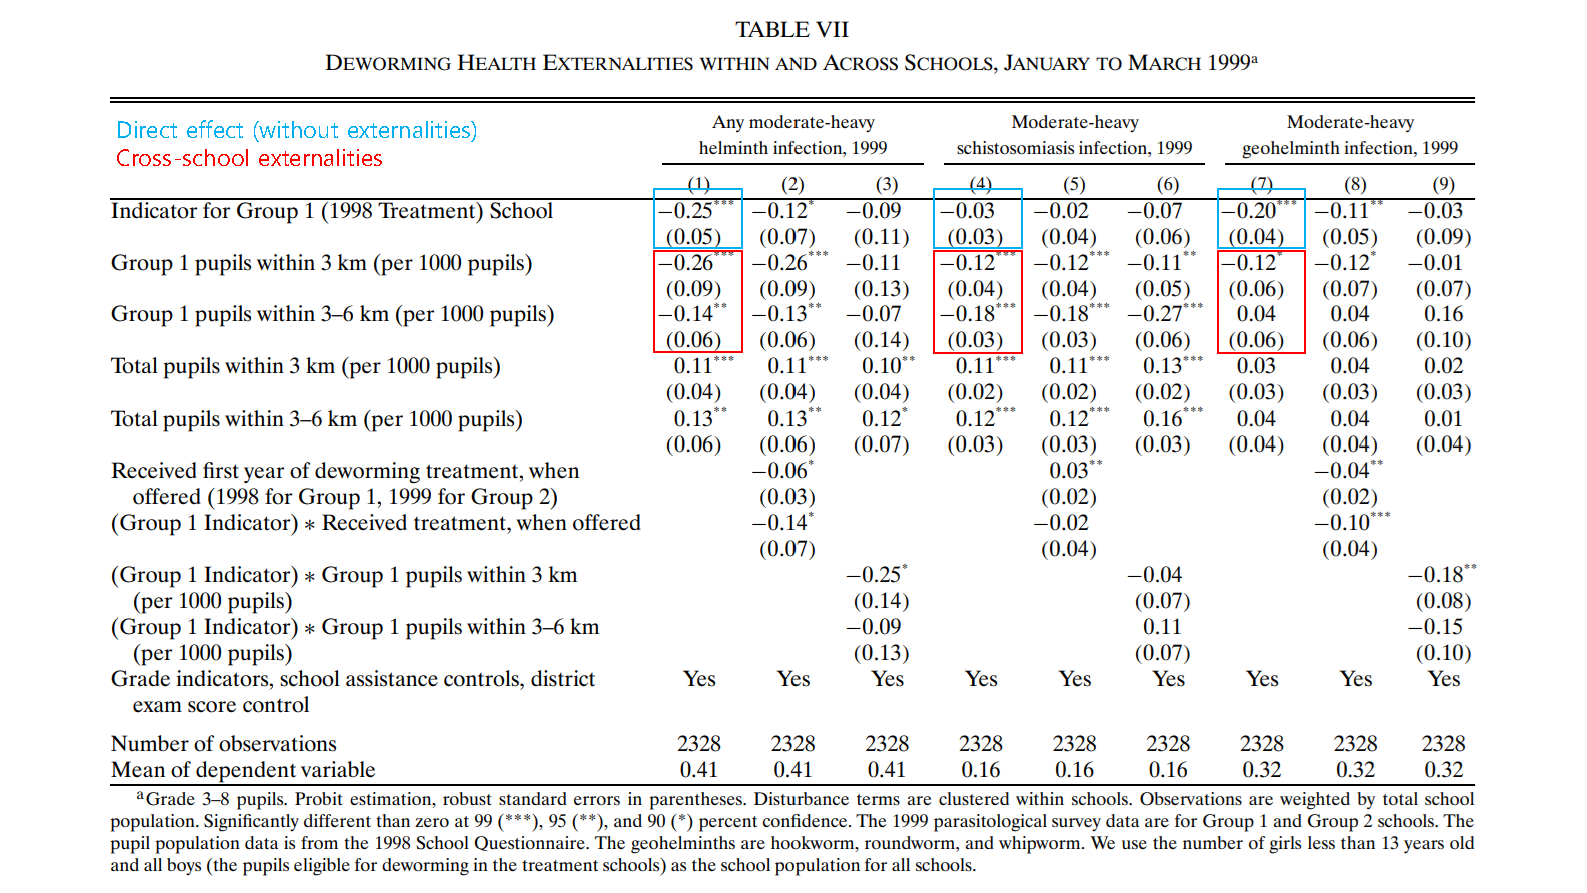 TABLE VII
DEWORMING HEALTH EXTERNALITIES WITHIN AND ACROSS SCHOOLS, JANUARY TO MARCH 1999ᵃ
Direct effect (without externalities)
Cross-school externalities
Any moderate-heavy helminth infection, 1999 Moderate-heavy schistosomiasis infection, 1999 Moderate-heavy geohelminth infection, 1999
(1) (2) (3) (4) (5) (6) (7) (8) (9)
Indicator for Group 1 (1998 Treatment) School −0.25*** −0.12* −0.09 −0.03 −0.02 −0.07 −0.20*** −0.11** −0.03
(0.05) (0.07) (0.11) (0.03) (0.04) (0.06) (0.04) (0.05) (0.09)
Group 1 pupils within 3 km (per 1000 pupils) −0.26*** −0.26*** −0.11 −0.12*** −0.12*** −0.11** −0.12* −0.12* −0.01
(0.09) (0.09) (0.13) (0.04) (0.04) (0.05) (0.06) (0.07) (0.07)
Group 1 pupils within 3–6 km (per 1000 pupils) −0.14** −0.13** −0.07 −0.18*** −0.18*** −0.27*** 0.04 0.04 0.16
(0.06) (0.06) (0.14) (0.03) (0.03) (0.06) (0.06) (0.06) (0.10)
Total pupils within 3 km (per 1000 pupils) 0.11*** 0.11*** 0.10** 0.11*** 0.11*** 0.13*** 0.03 0.04 0.02
(0.04) (0.04) (0.04) (0.02) (0.02) (0.02) (0.03) (0.03) (0.03)
Total pupils within 3–6 km (per 1000 pupils) 0.13** 0.13** 0.12* 0.12*** 0.12*** 0.16*** 0.04 0.04 0.01
(0.06) (0.06) (0.07) (0.03) (0.03) (0.03) (0.04) (0.04) (0.04)
Received first year of deworming treatment, when −0.06* 0.03** −0.04**
offered (1998 for Group 1, 1999 for Group 2) (0.03) (0.02) (0.02)
(Group 1 Indicator) ∗ Received treatment, when offered −0.14* −0.02 −0.10***
(0.07) (0.04) (0.04)
(Group 1 Indicator) ∗ Group 1 pupils within 3 km −0.25* −0.04 −0.18**
(per 1000 pupils) (0.14) (0.07) (0.08)
(Group 1 Indicator) ∗ Group 1 pupils within 3–6 km −0.09 0.11 −0.15
(per 1000 pupils) (0.13) (0.07) (0.10)
Grade indicators, school assistance controls, district Yes Yes Yes Yes Yes Yes Yes Yes Yes
exam score control
Number of observations 2328 2328 2328 2328 2328 2328 2328 2328 2328
Mean of dependent variable 0.41 0.41 0.41 0.16 0.16 0.16 0.32 0.32 0.32
ᵃGrade 3–8 pupils. Probit estimation, robust standard errors in parentheses. Disturbance terms are clustered within schools. Observations are weighted by total school
population. Significantly different than zero at 99 (***), 95 (**), and 90 (*) percent confidence. The 1999 parasitological survey data are for Group 1 and Group 2 schools. The
pupil population data is from the 1998 School Questionnaire. The geohelminths are hookworm, roundworm, and whipworm. We use the number of girls less than 13 years old
and all boys (the pupils eligible for deworming in the treatment schools) as the school population for all schools.